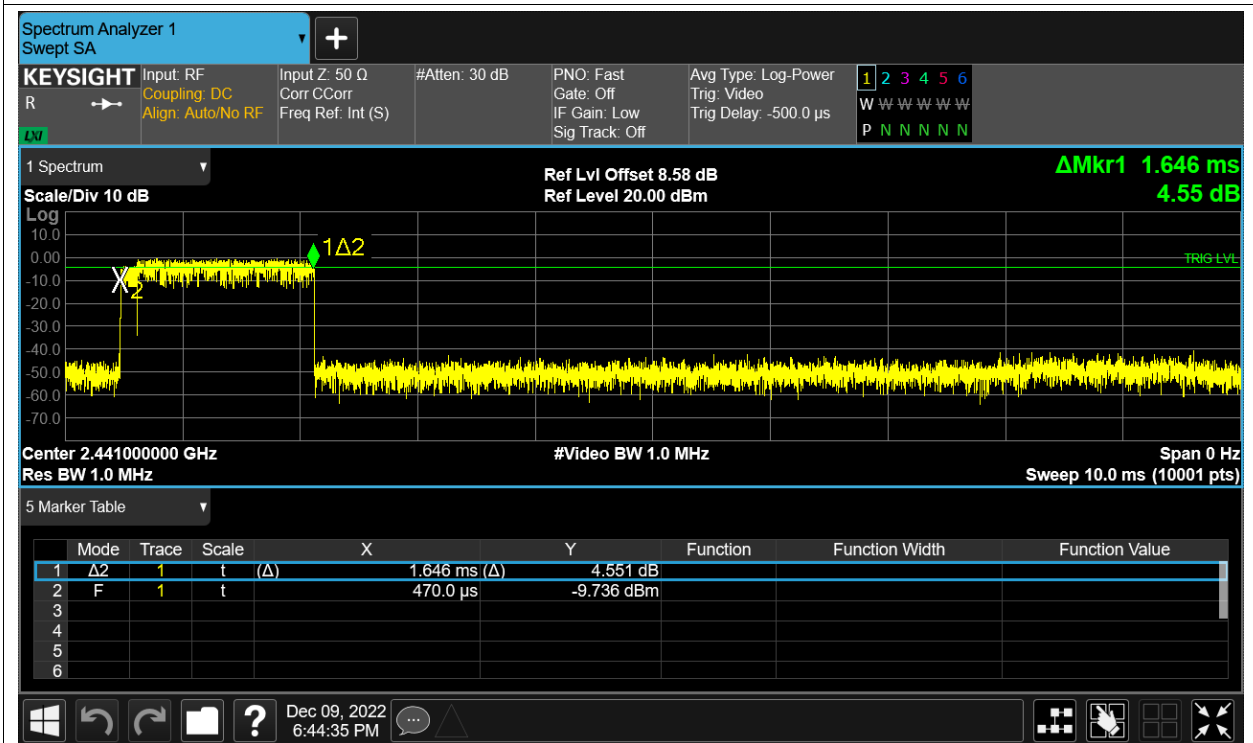 Spectrum Analyzer 1
Swept SA
+
KEYSIGHT Input: RF Input Z: 50 Ω #Atten: 30 dB PNO: Fast Avg Type: Log-Power 1 2 3 4 5 6
R Coupling: DC Corr CCorr Gate: Off Trig: Video W W W W W W
Align: Auto/No RF Freq Ref: Int (S) IF Gain: Low Trig Delay: -500.0 µs
LXI Sig Track: Off P N N N N N
1 Spectrum Ref Lvl Offset 8.58 dB ΔMkr1 1.646 ms
Scale/Div 10 dB Ref Level 20.00 dBm 4.55 dB
Log
10.0
1Δ2
0.00 TRIG LVL
-10.0 X2
-20.0
-30.0
-40.0
-50.0
-60.0
-70.0
Center 2.441000000 GHz #Video BW 1.0 MHz Span 0 Hz
Res BW 1.0 MHz Sweep 10.0 ms (10001 pts)
5 Marker Table
Mode Trace Scale X Y Function Function Width Function Value
1 Δ2 1 t (Δ) 1.646 ms (Δ) 4.551 dB
2 F 1 t 470.0 µs -9.736 dBm
3
4
5
6
? Dec 09, 2022
6:44:35 PM